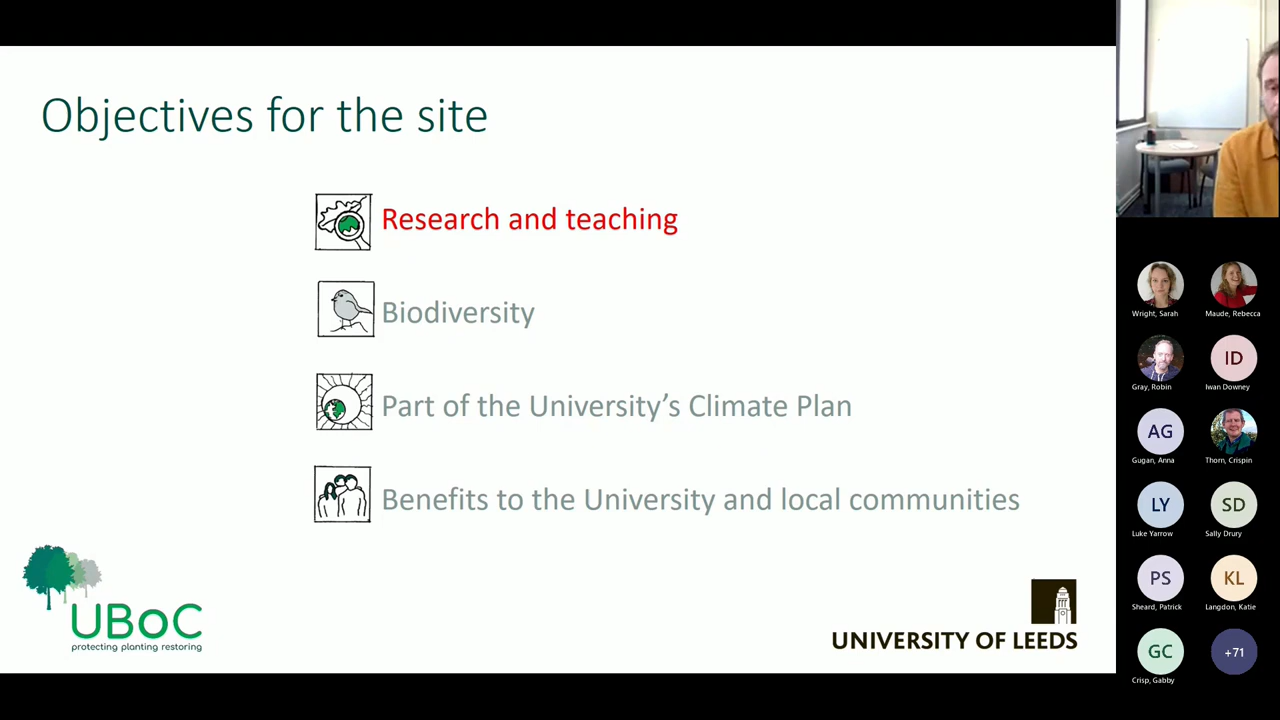 Objectives for the site
Research and teaching
Biodiversity
Part of the University's Climate Plan
Benefits to the University and local communities
UBoC
protecting planting restoring
UNIVERSITY OF LEEDS
Wright, Sarah
Maude, Rebecca
Gray, Robin
ID
Iwan Downey
AG
Gugan, Anna
Thorn, Crispin
LY
Luke Yarrow
SD
Sally Drury
PS
Sheard, Patrick
KL
Langdon, Katie
GC
Crisp, Gabby
+71